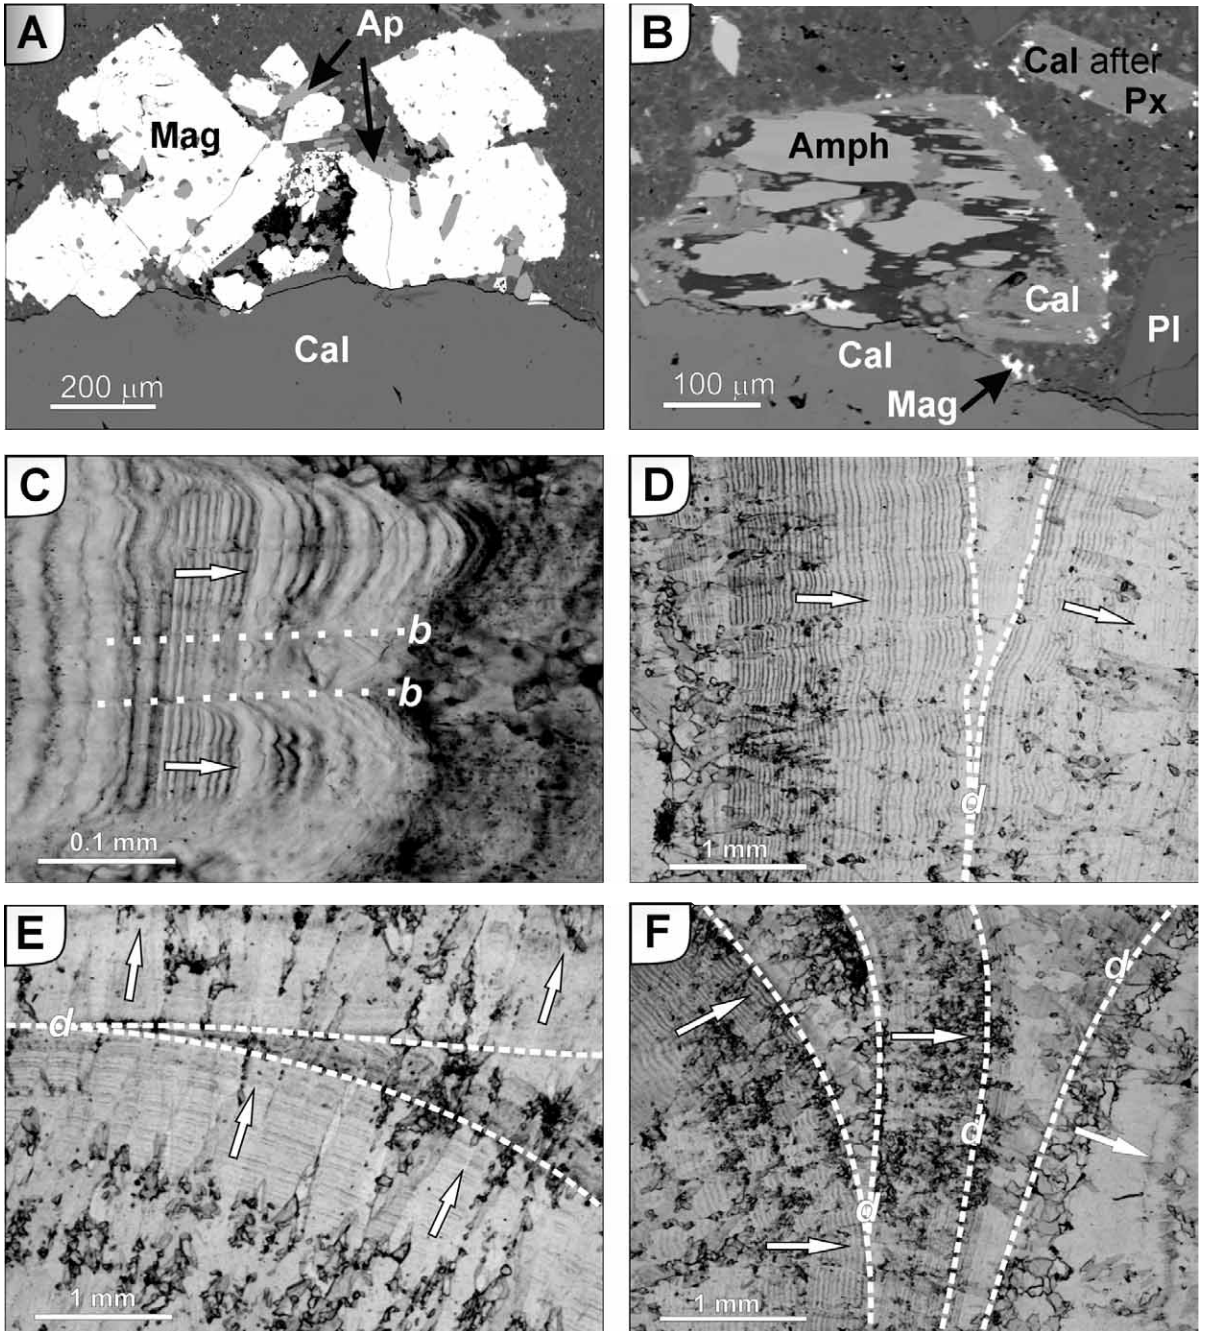 A
Ap
Mag
Cal
200 μm
B
Cal after
Px
Amph
Cal
Cal
Pl
Mag
100 μm
C
b
b
0.1 mm
D
d
1 mm
E
d
1 mm
F
d
d
d
1 mm